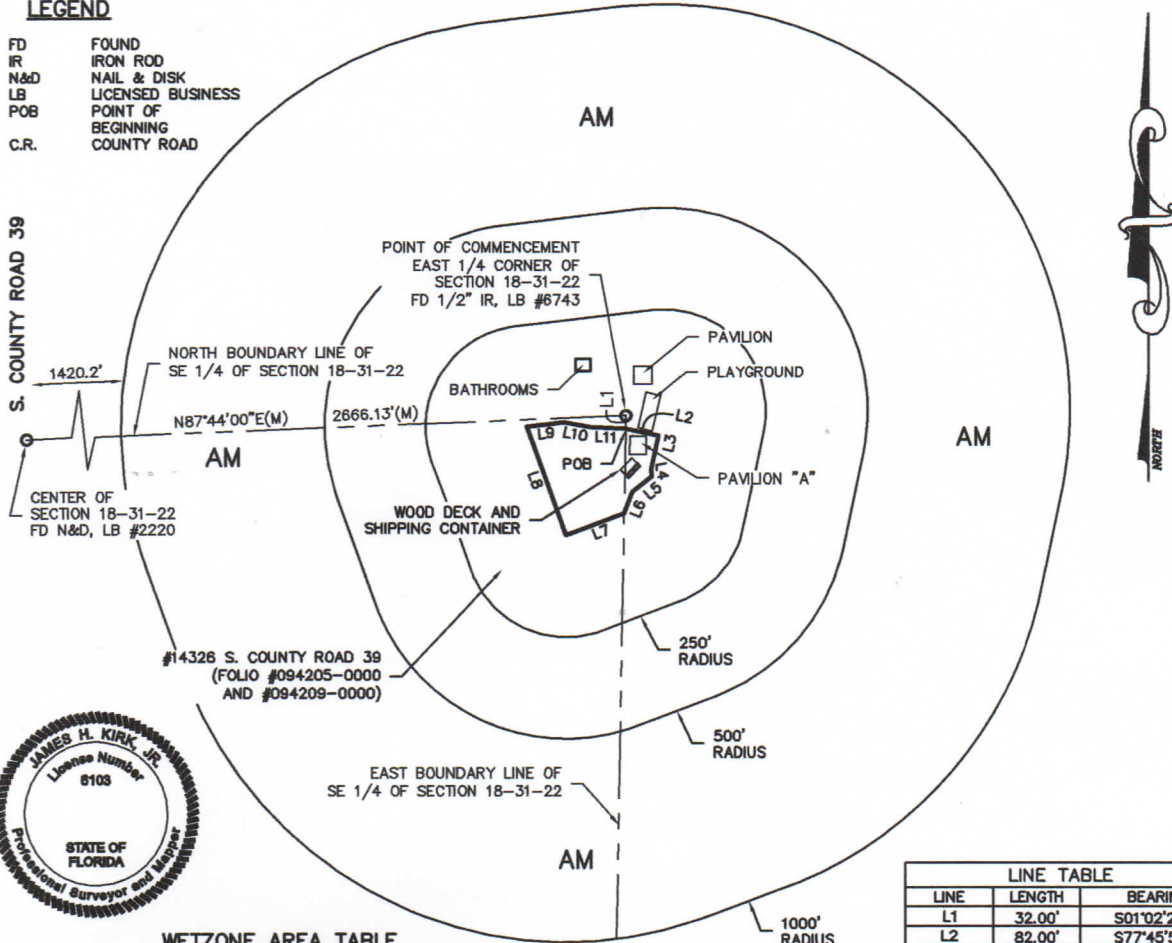 LEGEND
FD FOUND
IR IRON ROD
N&D NAIL & DISK
LB LICENSED BUSINESS
POB POINT OF
BEGINNING
C.R. COUNTY ROAD
S. COUNTY ROAD 39
AM
POINT OF COMMENCEMENT
EAST 1/4 CORNER OF
SECTION 18-31-22
FD 1/2" IR, LB #6743
NORTH BOUNDARY LINE OF
SE 1/4 OF SECTION 18-31-22
1420.2'
N87°44'00"E(M) 2666.13'(M)
AM
CENTER OF
SECTION 18-31-22
FD N&D, LB #2220
BATHROOMS
PAVILION
PLAYGROUND
L1
L2
L3
L4
L5
L6
L7
L8
L9
L10
L11
POB
PAVILION "A"
WOOD DECK AND
SHIPPING CONTAINER
AM
NORTH
#14326 S. COUNTY ROAD 39
(FOLIO #094205-0000
AND #094209-0000)
250'
RADIUS
500'
RADIUS
EAST BOUNDARY LINE OF
SE 1/4 OF SECTION 18-31-22
AM
1000'
RADIUS
JAMES H. KIRK, JR.
License Number
6103
STATE OF
FLORIDA
Professional Surveyor and Mapper
WETZONE AREA TABLE
LINE TABLE
LINE LENGTH
L1 32.00'
L2 82.00'